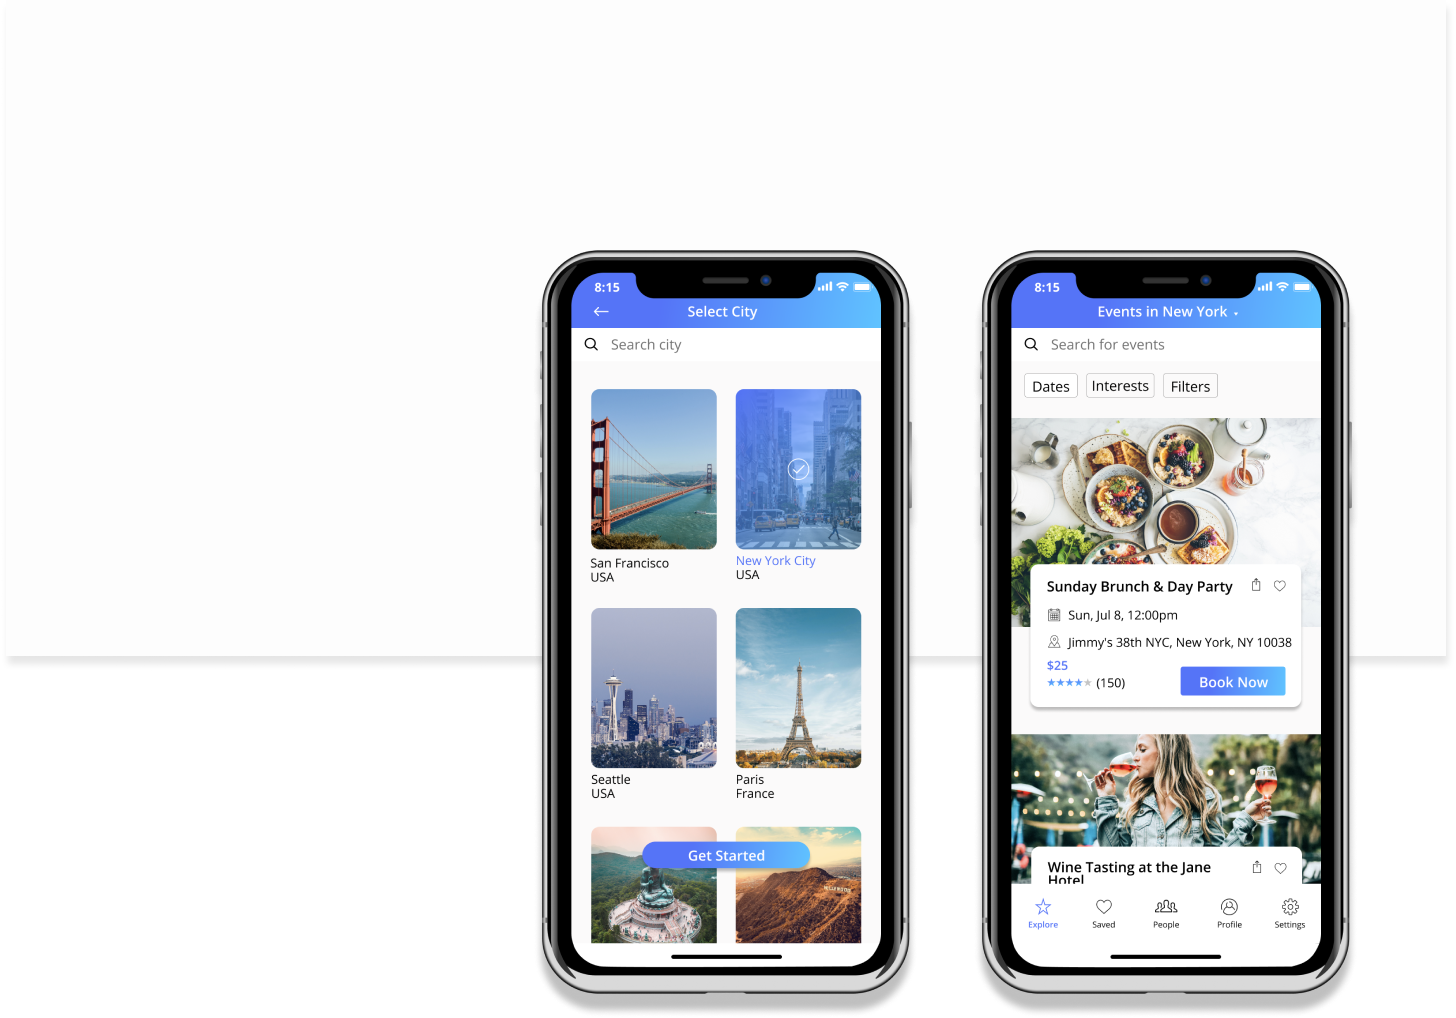 8:15
Select City
Search city
San Francisco
USA
New York City
USA
Seattle
USA
Paris
France
Get Started
8:15
Events in New York
Search for events
Dates
Interests
Filters
Sunday Brunch & Day Party
Sun, Jul 8, 12:00pm
Jimmy's 38th NYC, New York, NY 10038
$25
(150)
Book Now
Wine Tasting at the Jane
Hotel
Explore
Saved
People
Profile
Settings